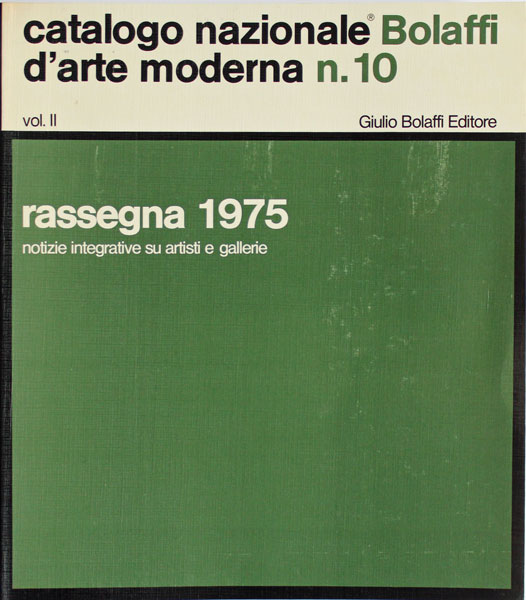 catalogo nazionale® Bolaffi
d'arte moderna n.10
vol. II Giulio Bolaffi Editore
rassegna 1975
notizie integrative su artisti e gallerie